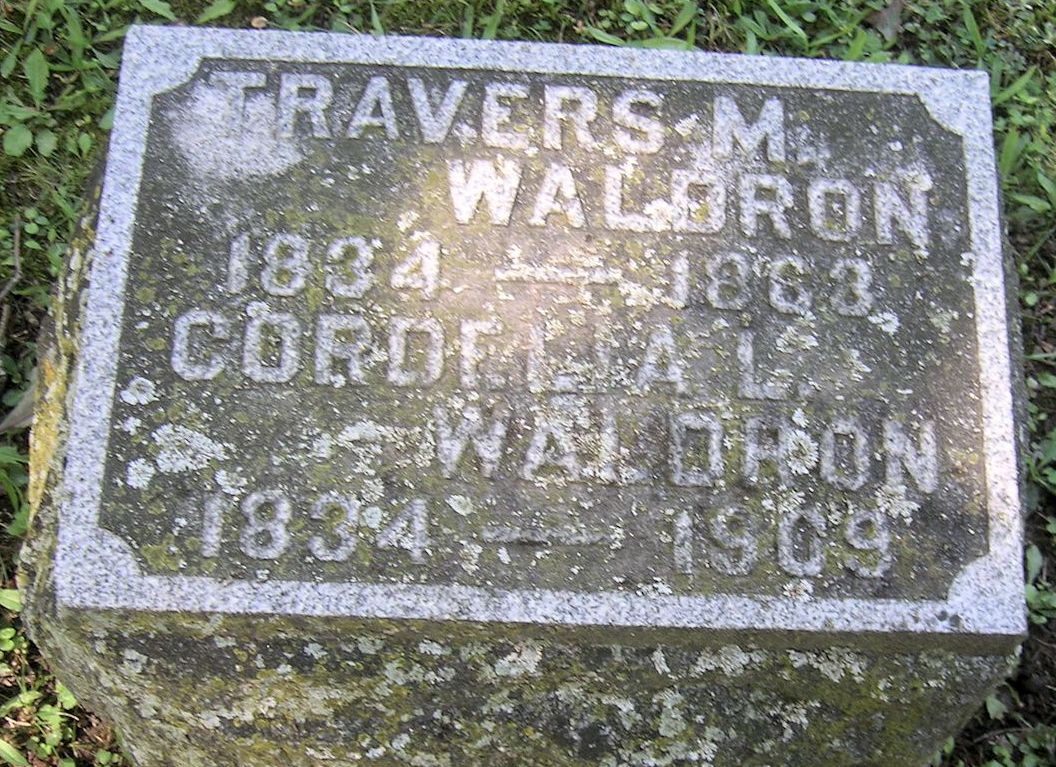 TRAVERS M.
WALDRON
1834 — 1863
CORDELIA L.
WALDRON
1834 — 1909